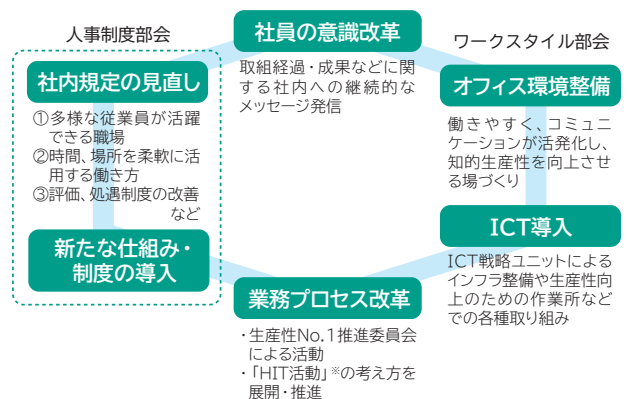 人事制度部会
社内規定の見直し
①多様な従業員が活躍
できる職場
②時間、場所を柔軟に活
用する働き方
③評価、処遇制度の改善
など
新たな仕組み・
制度の導入
社員の意識改革
取組経過・成果などに関
する社内への継続的な
メッセージ発信
業務プロセス改革
・生産性No.1推進委員会
による活動
・「HIT活動」※の考え方を
展開・推進
ワークスタイル部会
オフィス環境整備
働きやすく、コミュニ
ケーションが活発化し、
知的生産性を向上させ
る場づくり
ICT導入
ICT戦略ユニットによる
インフラ整備や生産性向
上のための作業所など
での各種取り組み